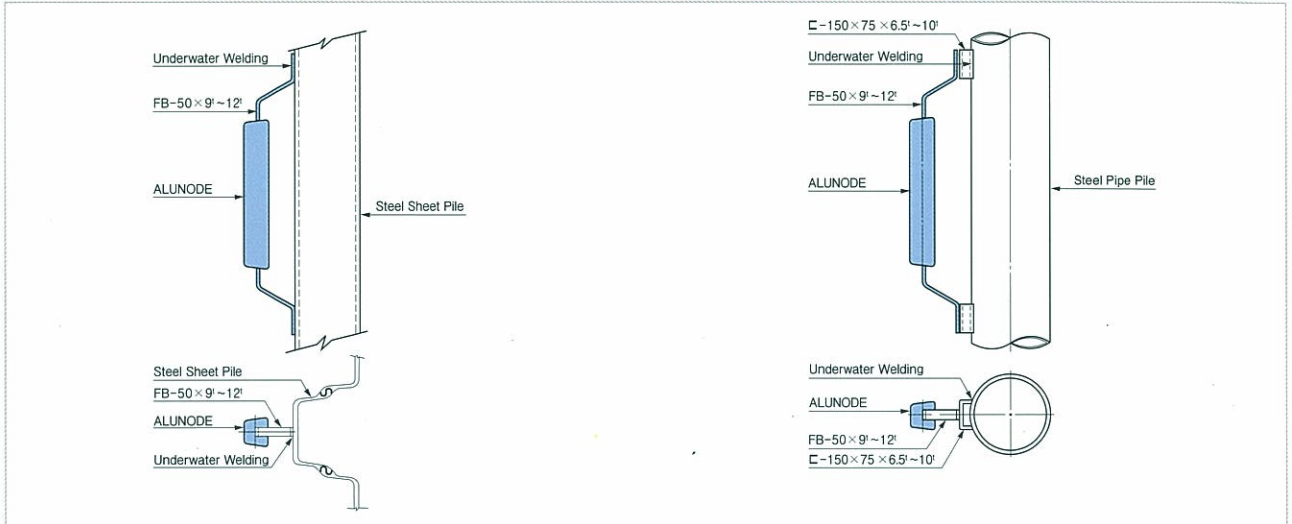 Underwater Welding
FB-50×9ᵗ~12ᵗ
ALUNODE
Steel Sheet Pile
Steel Sheet Pile
FB-50×9ᵗ~12ᵗ
ALUNODE
Underwater Welding
⊏-150×75×6.5ᵗ~10ᵗ
Underwater Welding
FB-50×9ᵗ~12ᵗ
ALUNODE
Steel Pipe Pile
Underwater Welding
ALUNODE
FB-50×9ᵗ~12ᵗ
⊏-150×75×6.5ᵗ~10ᵗ